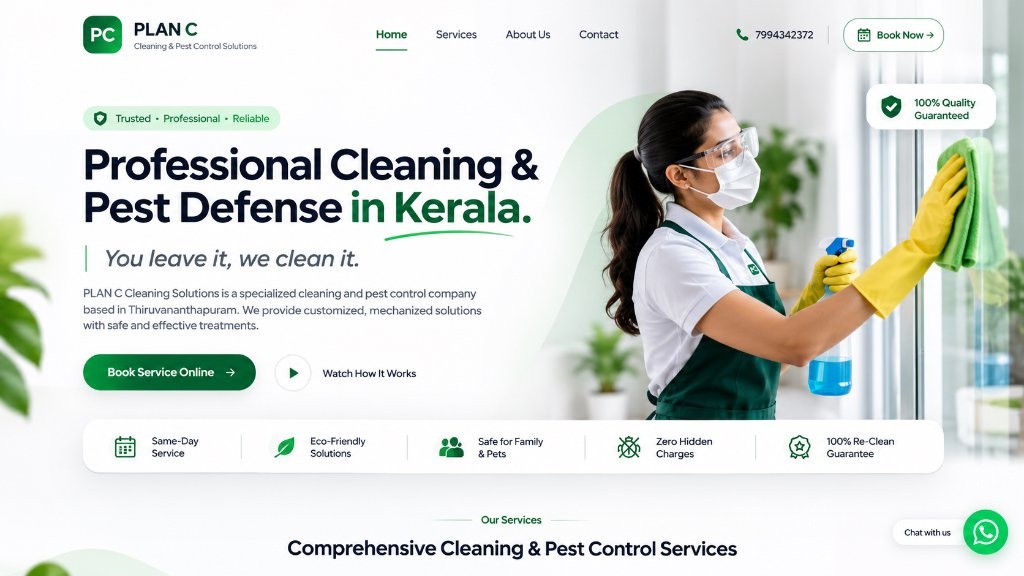 PC
PLAN C
Cleaning & Pest Control Solutions
Home
Services
About Us
Contact
7994342372
Book Now →
100% Quality
Guaranteed
Trusted • Professional • Reliable
Professional Cleaning &
Pest Defense in Kerala.
You leave it, we clean it.
PLAN C Cleaning Solutions is a specialized cleaning and pest control company
based in Thiruvananthapuram. We provide customized, mechanized solutions
with safe and effective treatments.
Book Service Online →
Watch How It Works
PC
Same-Day
Service
Eco-Friendly
Solutions
Safe for Family
& Pets
Zero Hidden
Charges
100% Re-Clean
Guarantee
Our Services
Comprehensive Cleaning & Pest Control Services
Chat with us